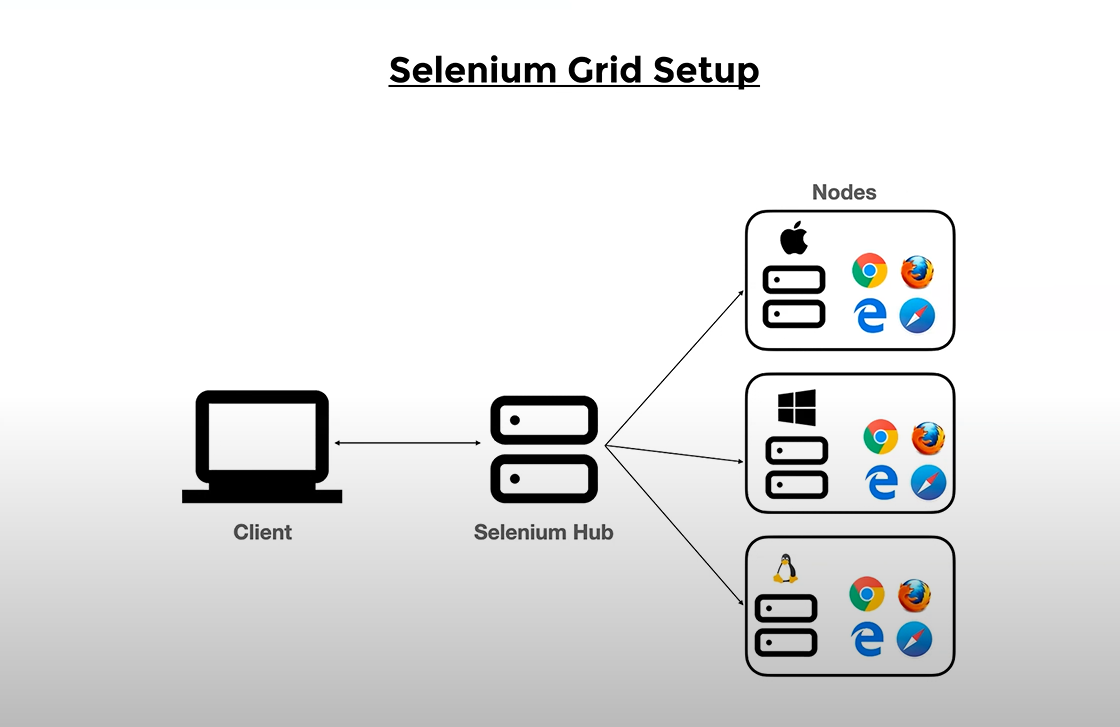 Selenium Grid Setup
Nodes
Client
Selenium Hub